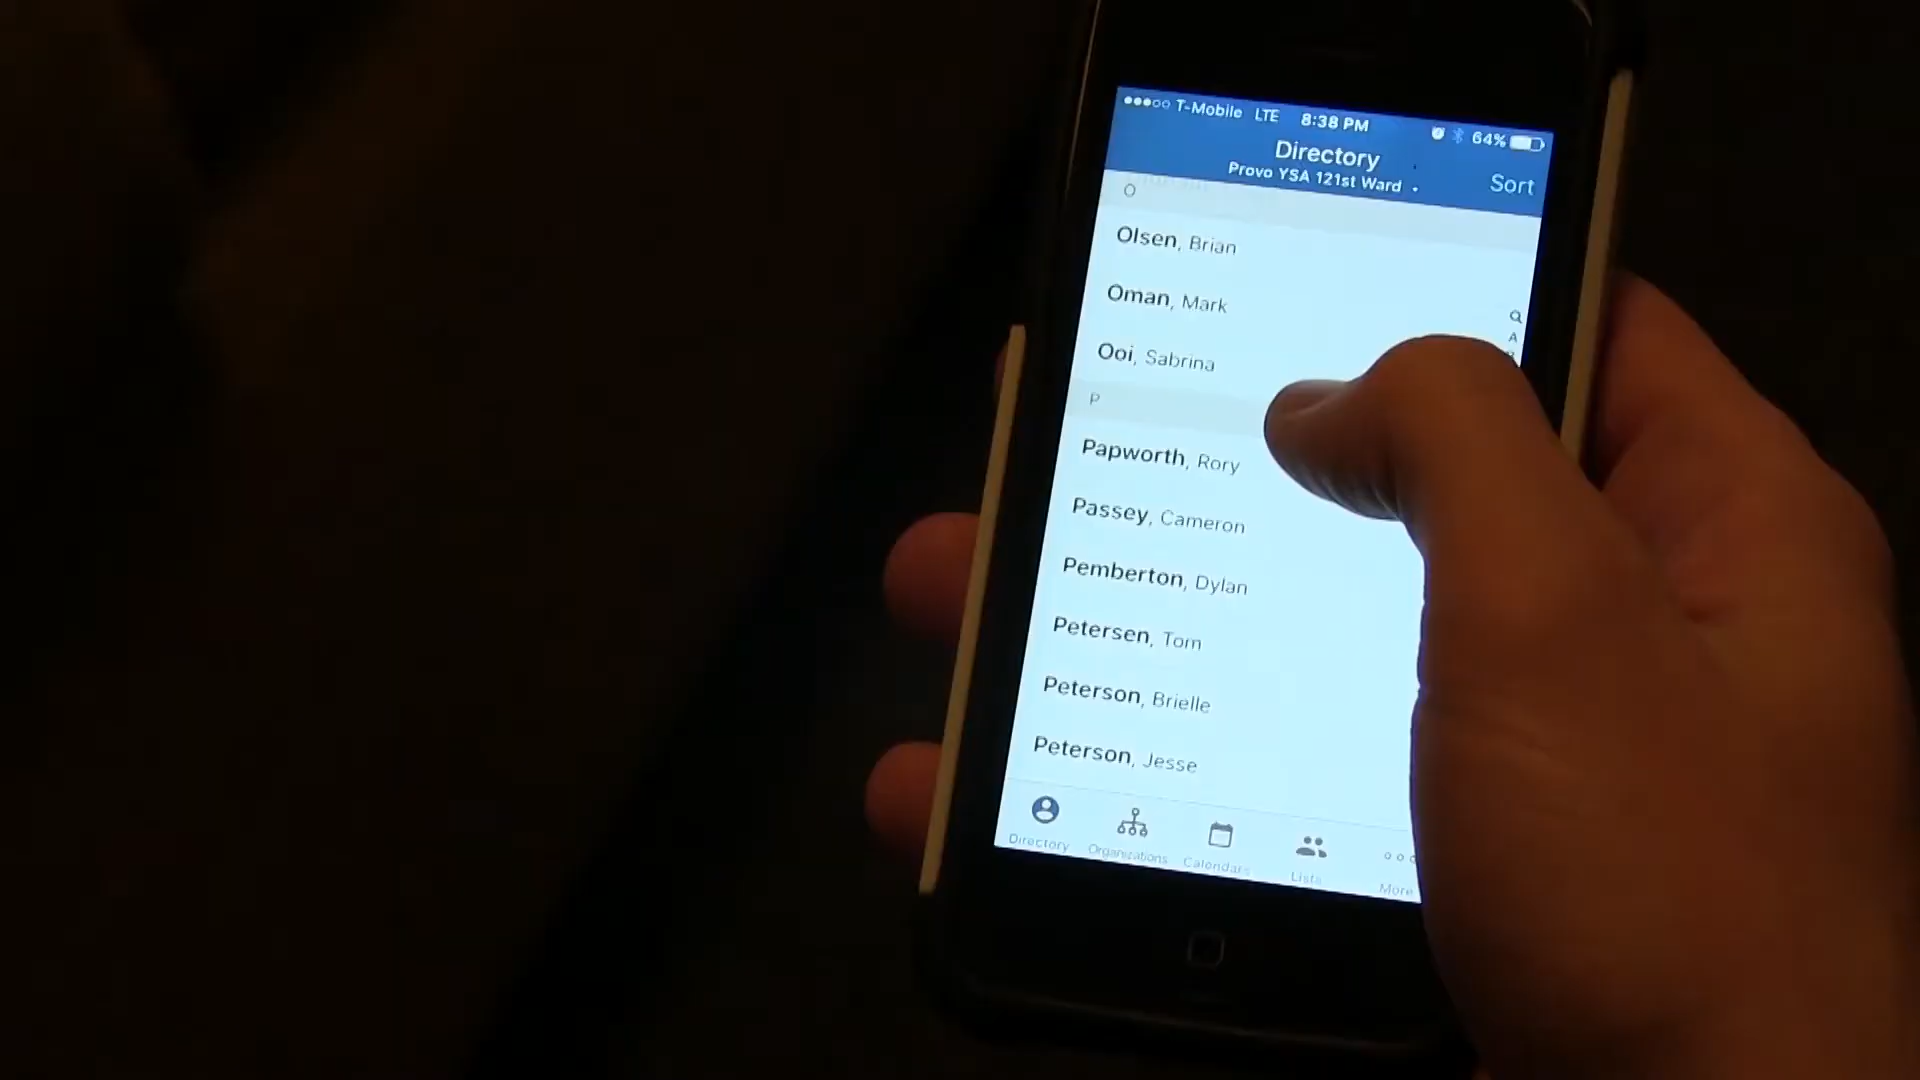 T-Mobile LTE 8:38 PM 64%
Directory
Provo YSA 121st Ward
Sort
O
Olsen, Brian
Oman, Mark
A
Ooi, Sabrina
P
Papworth, Rory
Passey, Cameron
Pemberton, Dylan
Petersen, Tom
Peterson, Brielle
Peterson, Jesse
Directory Organizations Calendars Lists More